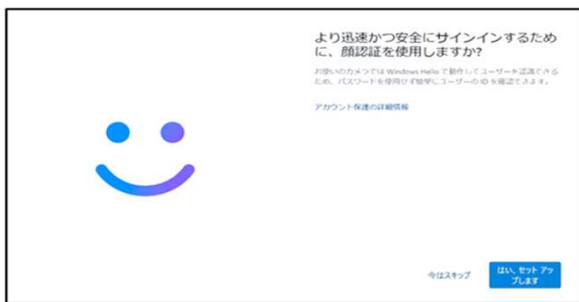 より迅速かつ安全にサインインするため
に、顔認証を使用しますか?
お使いのカメラでは Windows Hello で動作してユーザーを認識できる
ため、パスワードを使用せず簡単にユーザーの ID を確認できます。
アカウント保護の詳細情報
今はスキップ
はい、セット アッ
プします